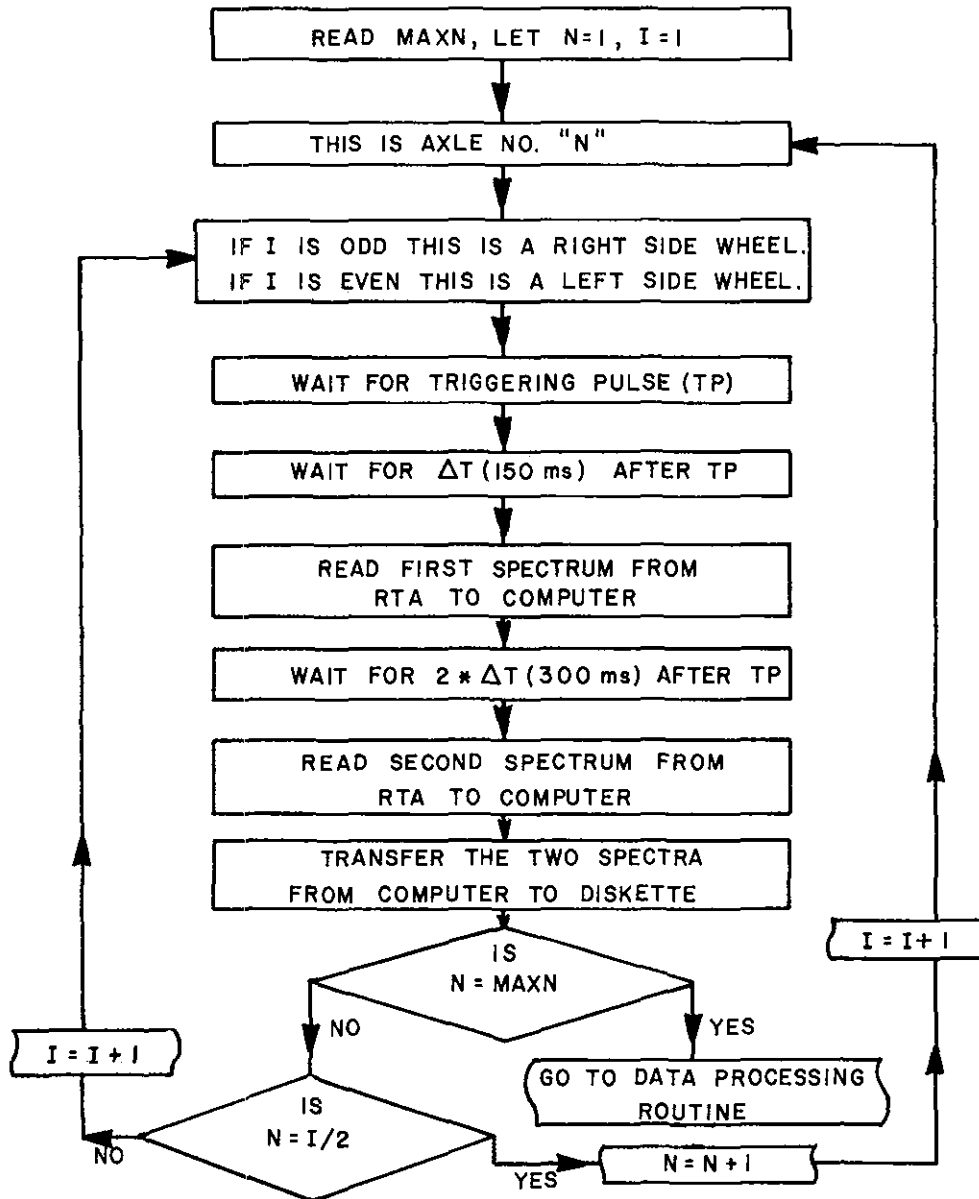 READ MAXN, LET N=1, I=1
THIS IS AXLE NO. "N"
IF I IS ODD THIS IS A RIGHT SIDE WHEEL.
IF I IS EVEN THIS IS A LEFT SIDE WHEEL.
WAIT FOR TRIGGERING PULSE (TP)
WAIT FOR ΔT (150 ms) AFTER TP
READ FIRST SPECTRUM FROM
RTA TO COMPUTER
WAIT FOR 2 * ΔT (300 ms) AFTER TP
READ SECOND SPECTRUM FROM
RTA TO COMPUTER
TRANSFER THE TWO SPECTRA
FROM COMPUTER TO DISKETTE
IS
N = MAXN
NO
YES
GO TO DATA PROCESSING
ROUTINE
IS
N = I/2
NO
I = I + 1
YES
N = N + 1
I = I + 1